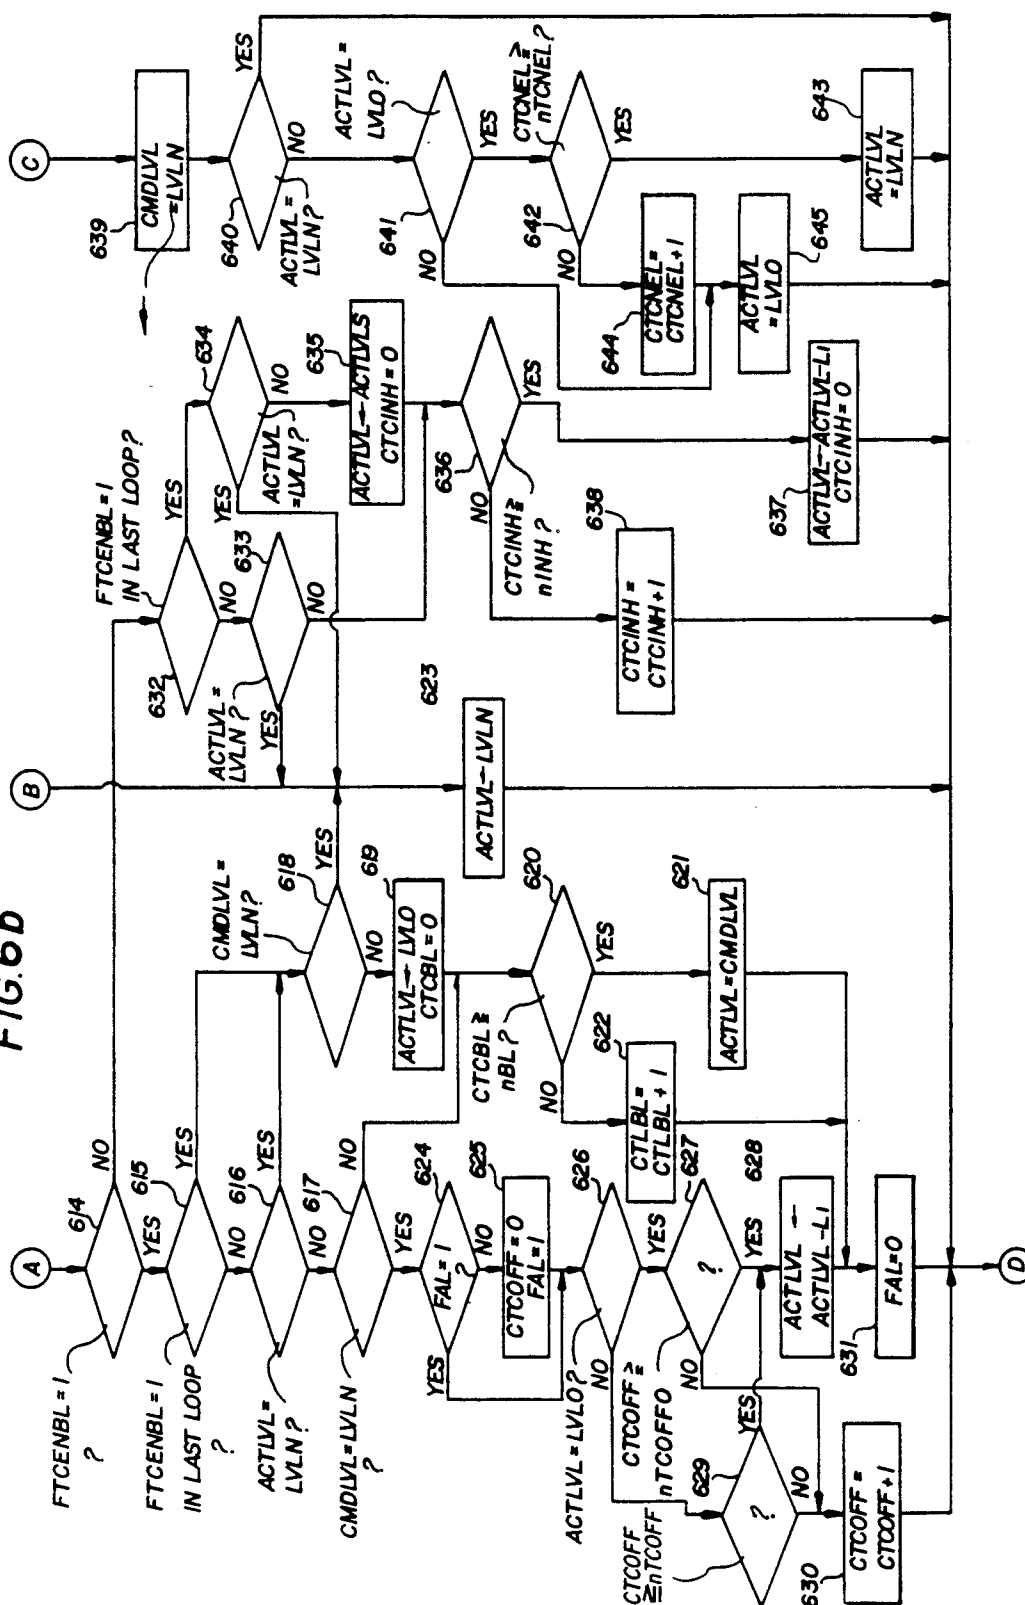 FIG.6b
A
614
FTCENBL=1
?
NO
YES
615
FTCENBL=1
IN LAST LOOP
?
YES
NO
616
ACTLVL=
LVLN?
YES
NO
617
CMDLVL=LVLN
?
NO
YES
624
FAL=1
?
YES
NO
625
CTCOFF=0
FAL=1
626
ACTLVL=LVLO?
NO
YES
627
CTCOFF≧
nTCOFFO
?
NO
YES
628
ACTLVL ←
ACTLVL-L1
629
CTCOFF
≧nTCOFF
?
YES
NO
630
CTCOFF=
CTCOFF+1
631
FAL=0
D
CMDLVL=
LVLN?
618
YES
NO
619
ACTLVL←LVLO
CTCBL=0
620
CTCBL≧
nBL?
NO
YES
621
ACTLVL=CMDLVL
622
CTLBL=
CTLBL+1
B
623
ACTLVL←LVLN
FTCENBL=1
IN LAST LOOP?
632
YES
NO
633
ACTLVL=
LVLN?
YES
NO
634
ACTLVL
=LVLN?
YES
NO
635
ACTLVL←ACTLVLS
CTCINH=0
636
CTCINH≧
nINH?
NO
YES
637
ACTLVL←ACTLVL-L1
CTCINH=0
638
CTCINH=
CTCINH+1
C
639
CMDLVL
=LVLN
640
ACTLVL=
LVLN?
YES
NO
641
ACTLVL=
LVLO?
NO
YES
642
CTCNEL≧
nTCNEL?
NO
YES
643
ACTLVL
=LVLN
644
CTCNEL=
CTCNEL+1
645
ACTLVL
=LVLO